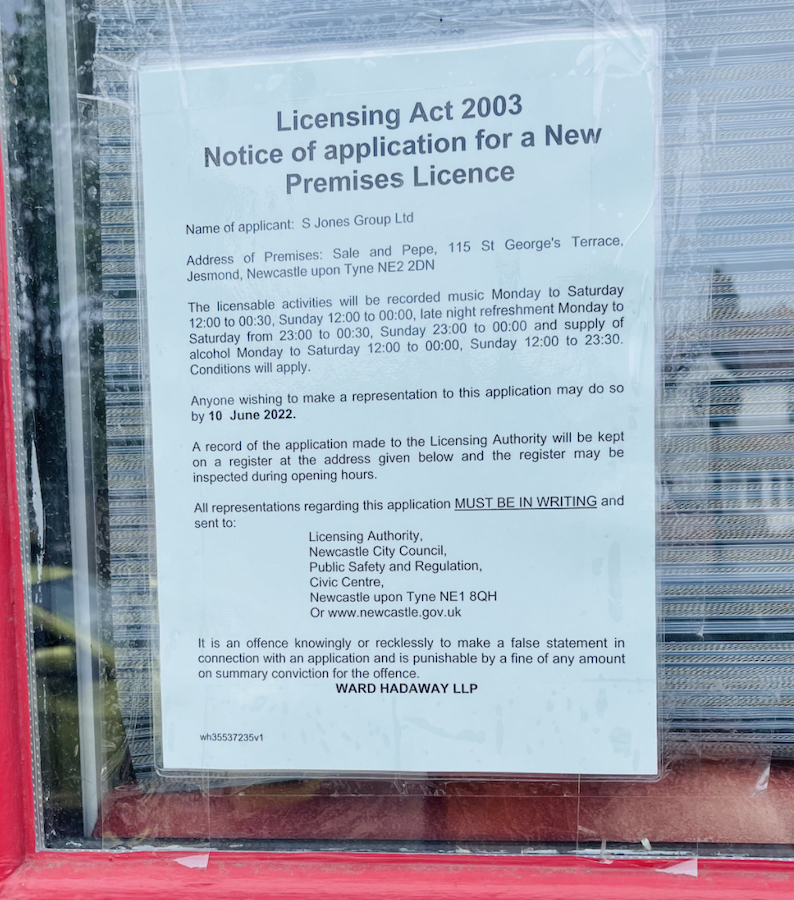 Licensing Act 2003
Notice of application for a New
Premises Licence
Name of applicant: S Jones Group Ltd
Address of Premises: Sale and Pepe, 115 St George's Terrace,
Jesmond, Newcastle upon Tyne NE2 2DN
The licensable activities will be recorded music Monday to Saturday
12:00 to 00:30, Sunday 12:00 to 00:00, late night refreshment Monday to
Saturday from 23:00 to 00:30, Sunday 23:00 to 00:00 and supply of
alcohol Monday to Saturday 12:00 to 00:00, Sunday 12:00 to 23:30.
Conditions will apply.
Anyone wishing to make a representation to this application may do so
by 10 June 2022.
A record of the application made to the Licensing Authority will be kept
on a register at the address given below and the register may be
inspected during opening hours.
All representations regarding this application MUST BE IN WRITING and
sent to:
Licensing Authority,
Newcastle City Council,
Public Safety and Regulation,
Civic Centre,
Newcastle upon Tyne NE1 8QH
Or www.newcastle.gov.uk
It is an offence knowingly or recklessly to make a false statement in
connection with an application and is punishable by a fine of any amount
on summary conviction for the offence.
WARD HADAWAY LLP
wh35537235v1